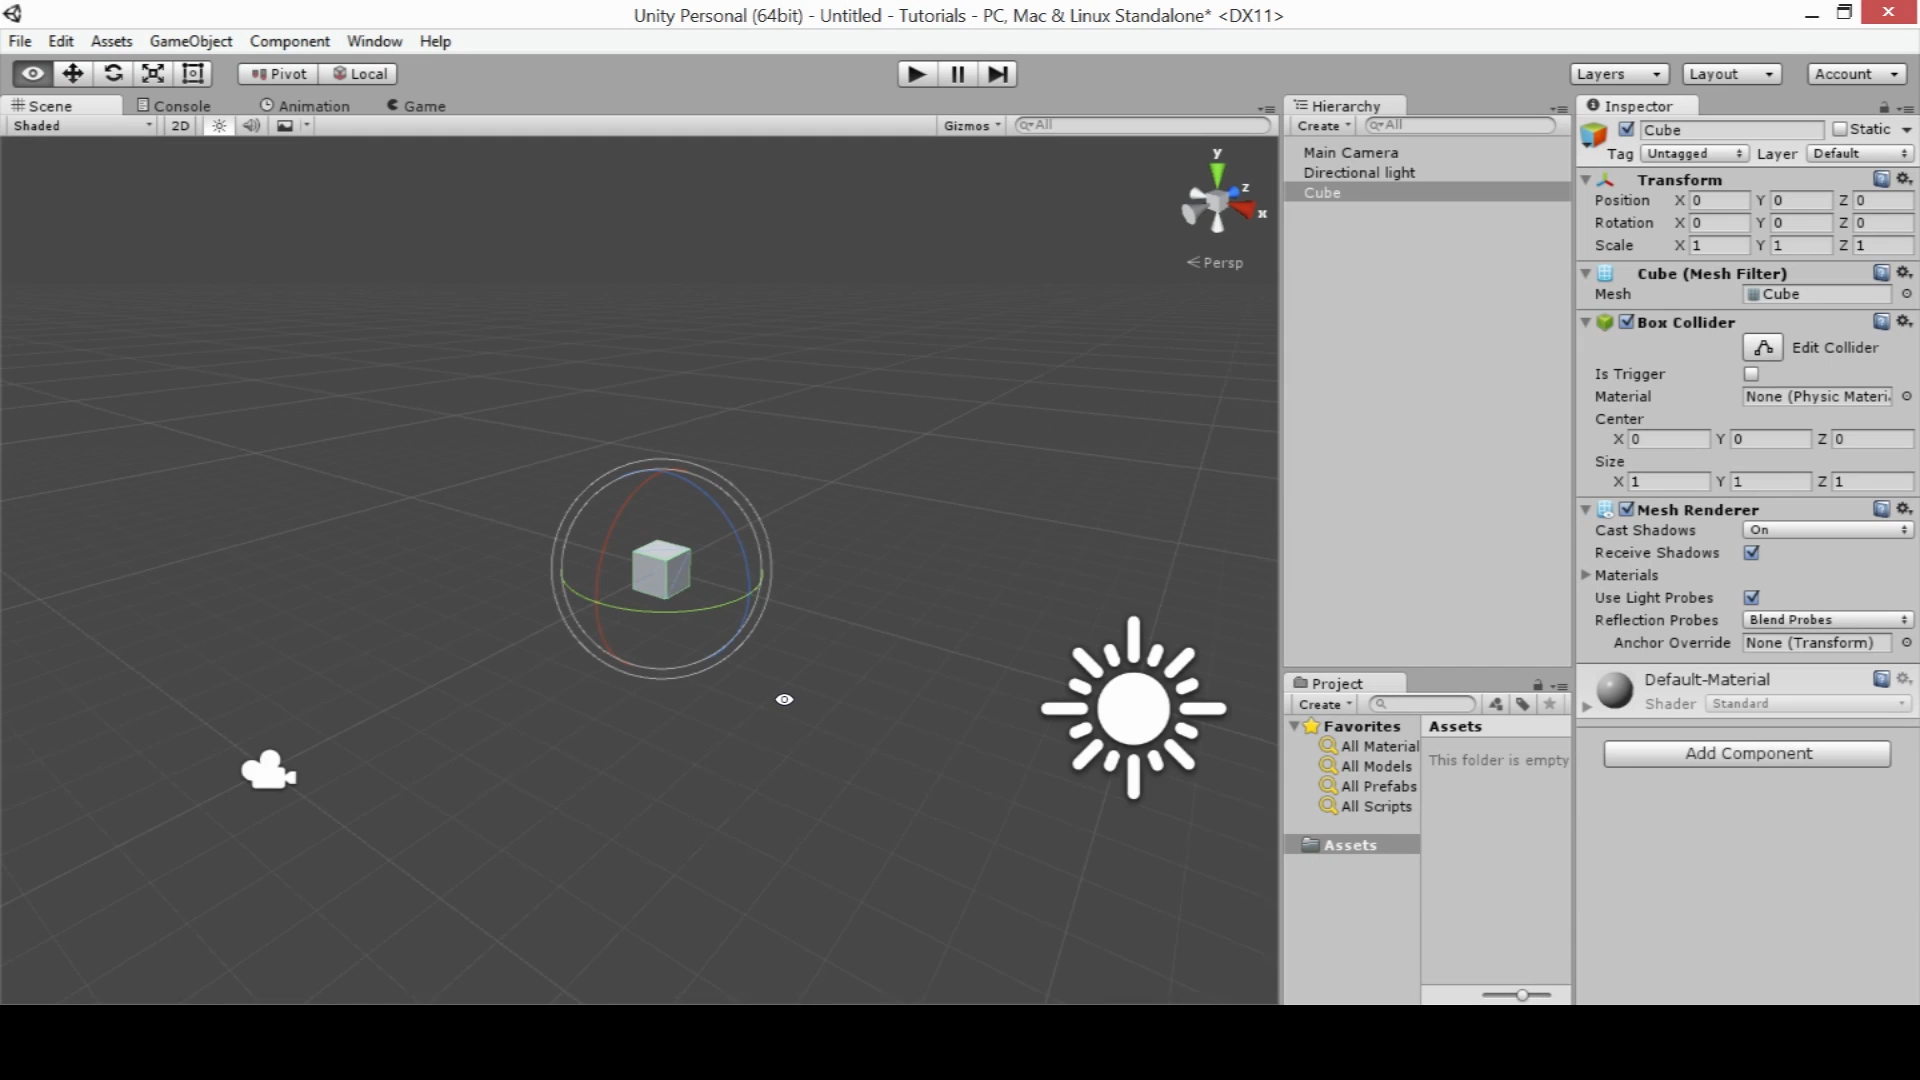 Unity Personal (64bit) - Untitled - Tutorials - PC, Mac & Linux Standalone* <DX11>
File Edit Assets GameObject Component Window Help
Pivot Local
Layers Layout Account
Scene Console Animation Game
Shaded 2D Gizmos All
y
z
x
Persp
Hierarchy
Create All
Main Camera
Directional light
Cube
Project
Create
Favorites
All Material
All Models
All Prefabs
All Scripts
Assets
Assets
This folder is empty
Inspector
Cube Static
Tag Untagged Layer Default
Transform
Position X 0 Y 0 Z 0
Rotation X 0 Y 0 Z 0
Scale X 1 Y 1 Z 1
Cube (Mesh Filter)
Mesh Cube
Box Collider
Edit Collider
Is Trigger
Material None (Physic Materi
Center
X 0 Y 0 Z 0
Size
X 1 Y 1 Z 1
Mesh Renderer
Cast Shadows On
Receive Shadows
Materials
Use Light Probes
Reflection Probes Blend Probes
Anchor Override None (Transform)
Default-Material
Shader Standard
Add Component